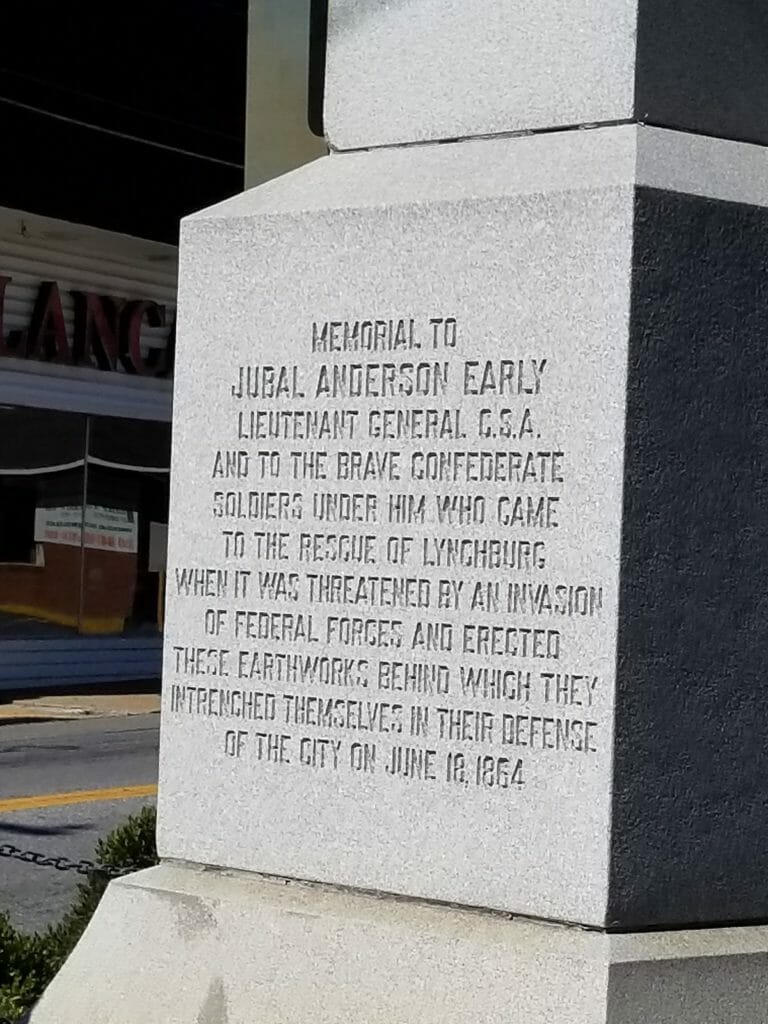 LANC
MEMORIAL TO
JUBAL ANDERSON EARLY
LIEUTENANT GENERAL C.S.A.
AND TO THE BRAVE CONFEDERATE
SOLDIERS UNDER HIM WHO CAME
TO THE RESCUE OF LYNCHBURG
WHEN IT WAS THREATENED BY AN INVASION
OF FEDERAL FORCES AND ERECTED
THESE EARTHWORKS BEHIND WHICH THEY
INTRENCHED THEMSELVES IN THEIR DEFENSE
OF THE CITY ON JUNE 18, 1864